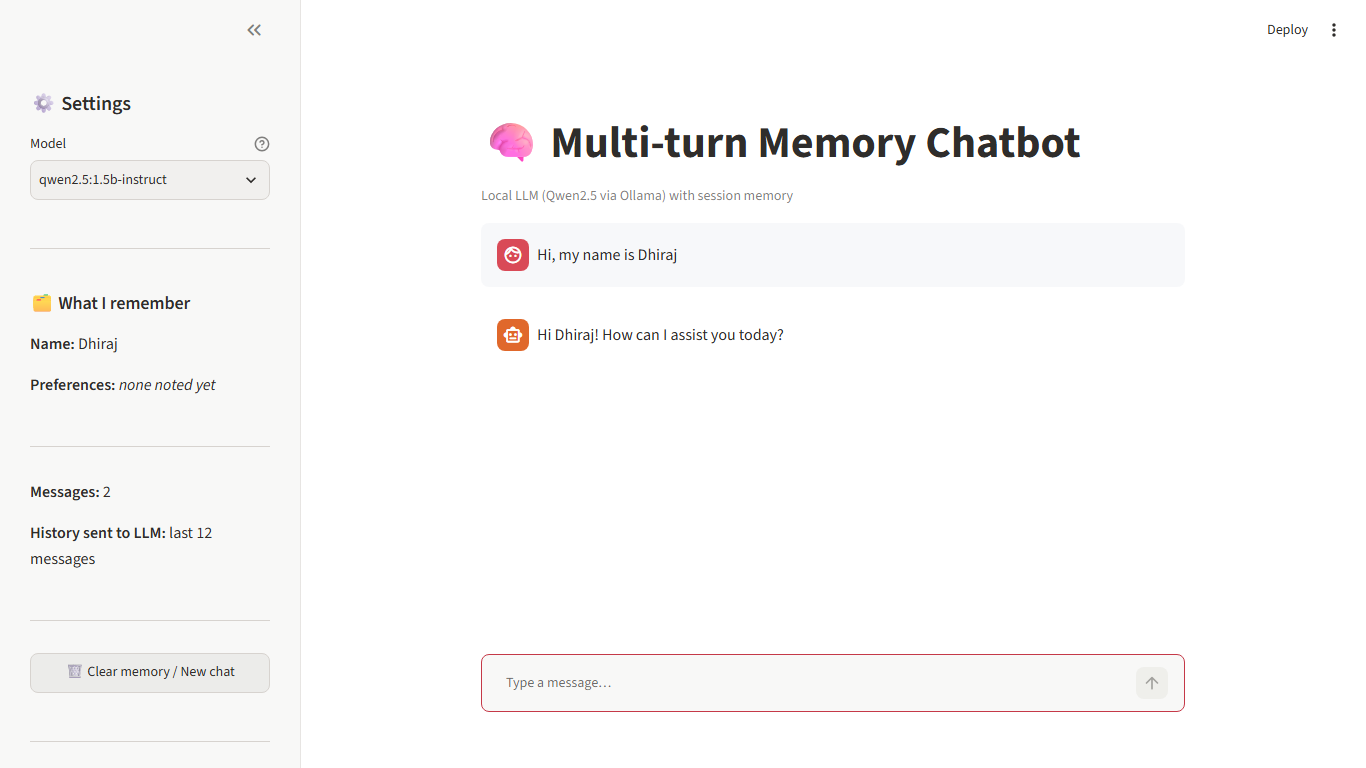 Deploy
Settings
Model
qwen2.5:1.5b-instruct
What I remember
Name: Dhiraj
Preferences: none noted yet
Messages: 2
History sent to LLM: last 12
messages
Clear memory / New chat
Multi-turn Memory Chatbot
Local LLM (Qwen2.5 via Ollama) with session memory
Hi, my name is Dhiraj
Hi Dhiraj! How can I assist you today?
Type a message…